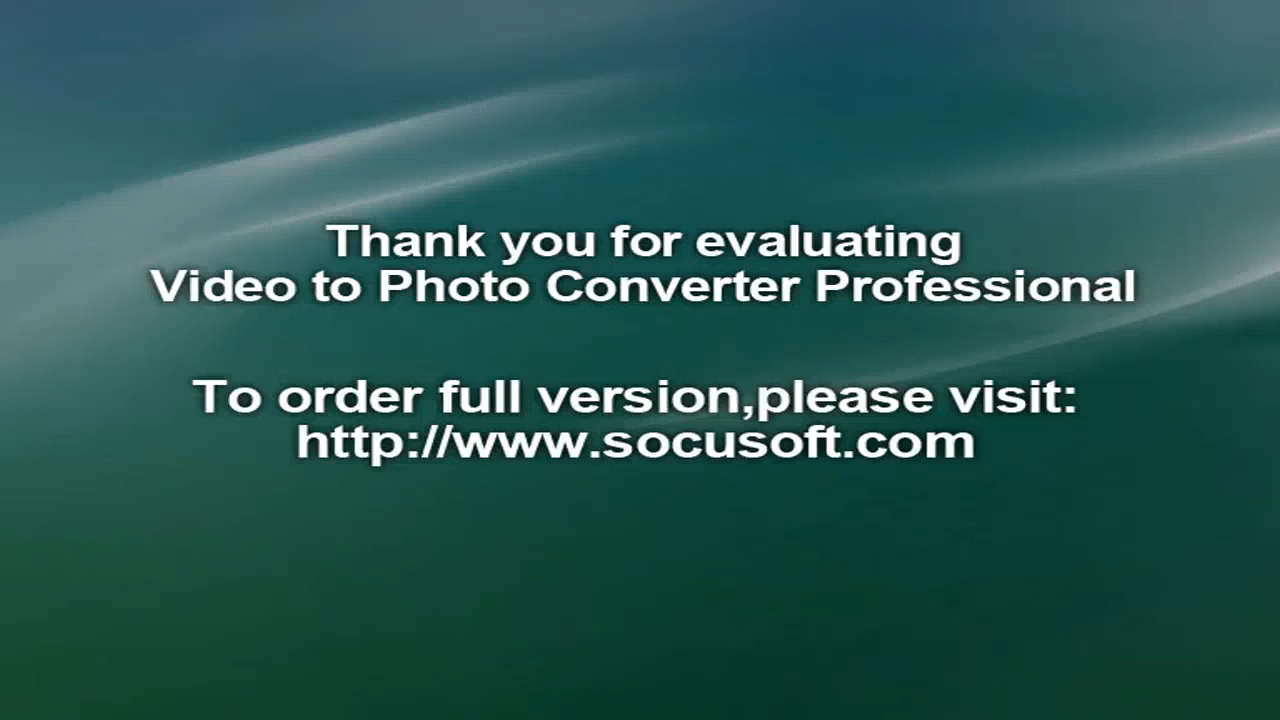 Thank you for evaluating
Video to Photo Converter Professional
To order full version,please visit:
http://www.socusoft.com